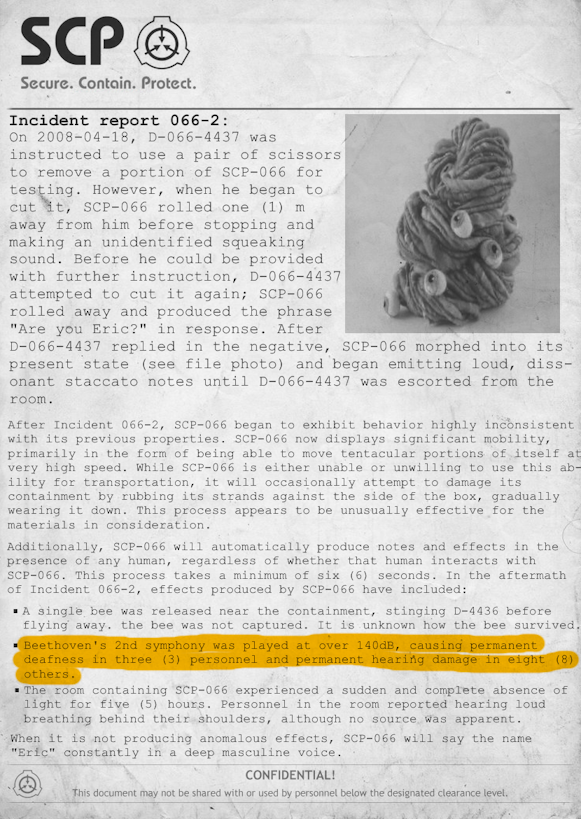 SCP
Secure. Contain. Protect.
Incident report 066-2:
On 2008-04-18, D-066-4437 was
instructed to use a pair of scissors
to remove a portion of SCP-066 for
testing. However, when he began to
cut it, SCP-066 rolled one (1) m
away from him before stopping and
making an unidentified squeaking
sound. Before he could be provided
with further instruction, D-066-4437
attempted to cut it again; SCP-066
rolled away and produced the phrase
"Are you Eric?" in response. After
D-066-4437 replied in the negative, SCP-066 morphed into its
present state (see file photo) and began emitting loud, diss-
onant staccato notes until D-066-4437 was escorted from the
room.
After Incident 066-2, SCP-066 began to exhibit behavior highly inconsistent
with its previous properties. SCP-066 now displays significant mobility,
primarily in the form of being able to move tentacular portions of itself at
very high speed. While SCP-066 is either unable or unwilling to use this ab-
ility for transportation, it will occasionally attempt to damage its
containment by rubbing its strands against the side of the box, gradually
wearing it down. This process appears to be unusually effective for the
materials in consideration.
Additionally, SCP-066 will automatically produce notes and effects in the
presence of any human, regardless of whether that human interacts with
SCP-066. This process takes a minimum of six (6) seconds. In the aftermath
of Incident 066-2, effects produced by SCP-066 have included:
▪ A single bee was released near the containment, stinging D-4436 before
flying away. the bee was not captured. It is unknown how the bee survived.
▪ Beethoven's 2nd symphony was played at over 140dB, causing permanent
deafness in three (3) personnel and permanent hearing damage in eight (8)
others.
▪ The room containing SCP-066 experienced a sudden and complete absence of
light for five (5) hours. Personnel in the room reported hearing loud
breathing behind their shoulders, although no source was apparent.
When it is not producing anomalous effects, SCP-066 will say the name
"Eric" constantly in a deep masculine voice.
CONFIDENTIAL!
This document may not be shared with or used by personnel below the designated clearance level.